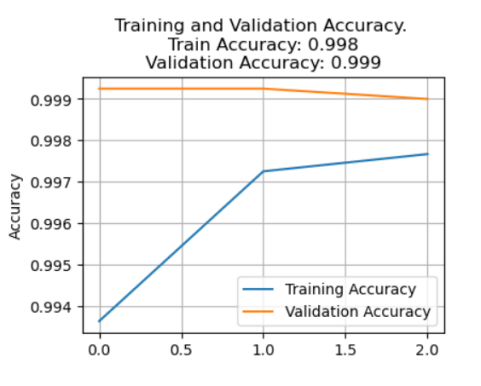 Training and Validation Accuracy.
Train Accuracy: 0.998
Validation Accuracy: 0.999
0.999
0.998
0.997
0.996
0.995
0.994
Accuracy
Training Accuracy
Validation Accuracy
0.0 0.5 1.0 1.5 2.0